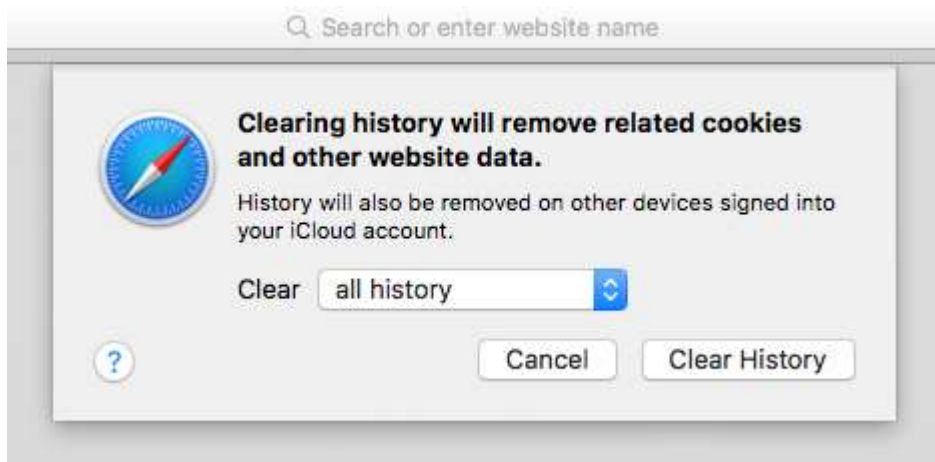 Search or enter website name
Clearing history will remove related cookies
and other website data.
History will also be removed on other devices signed into
your iCloud account.
Clear all history
? Cancel Clear History